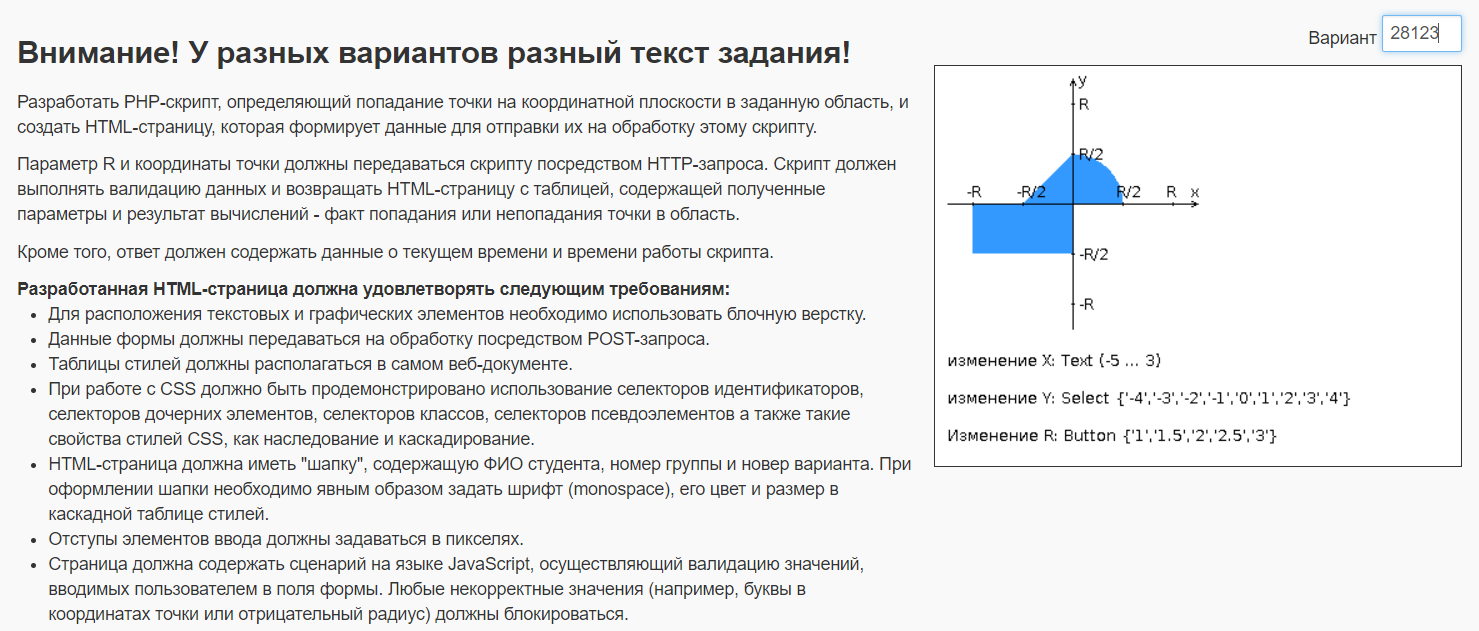 Вариант 28123
Внимание! У разных вариантов разный текст задания!
Разработать PHP-скрипт, определяющий попадание точки на координатной плоскости в заданную область, и
создать HTML-страницу, которая формирует данные для отправки их на обработку этому скрипту.
Параметр R и координаты точки должны передаваться скрипту посредством HTTP-запроса. Скрипт должен
выполнять валидацию данных и возвращать HTML-страницу с таблицей, содержащей полученные
параметры и результат вычислений - факт попадания или непопадания точки в область.
Кроме того, ответ должен содержать данные о текущем времени и времени работы скрипта.
Разработанная HTML-страница должна удовлетворять следующим требованиям:
• Для расположения текстовых и графических элементов необходимо использовать блочную верстку.
• Данные формы должны передаваться на обработку посредством POST-запроса.
• Таблицы стилей должны располагаться в самом веб-документе.
• При работе с CSS должно быть продемонстрировано использование селекторов идентификаторов,
селекторов дочерних элементов, селекторов классов, селекторов псевдоэлементов а также такие
свойства стилей CSS, как наследование и каскадирование.
• HTML-страница должна иметь "шапку", содержащую ФИО студента, номер группы и новер варианта. При
оформлении шапки необходимо явным образом задать шрифт (monospace), его цвет и размер в
каскадной таблице стилей.
• Отступы элементов ввода должны задаваться в пикселях.
• Страница должна содержать сценарий на языке JavaScript, осуществляющий валидацию значений,
вводимых пользователем в поля формы. Любые некорректные значения (например, буквы в
координатах точки или отрицательный радиус) должны блокироваться.
y
R
R/2
-R -R/2 R/2 R x
-R/2
-R
изменение X: Text (-5 ... 3)
изменение Y: Select {'-4','-3','-2','-1','0','1','2','3','4'}
Изменение R: Button {'1','1.5','2','2.5','3'}